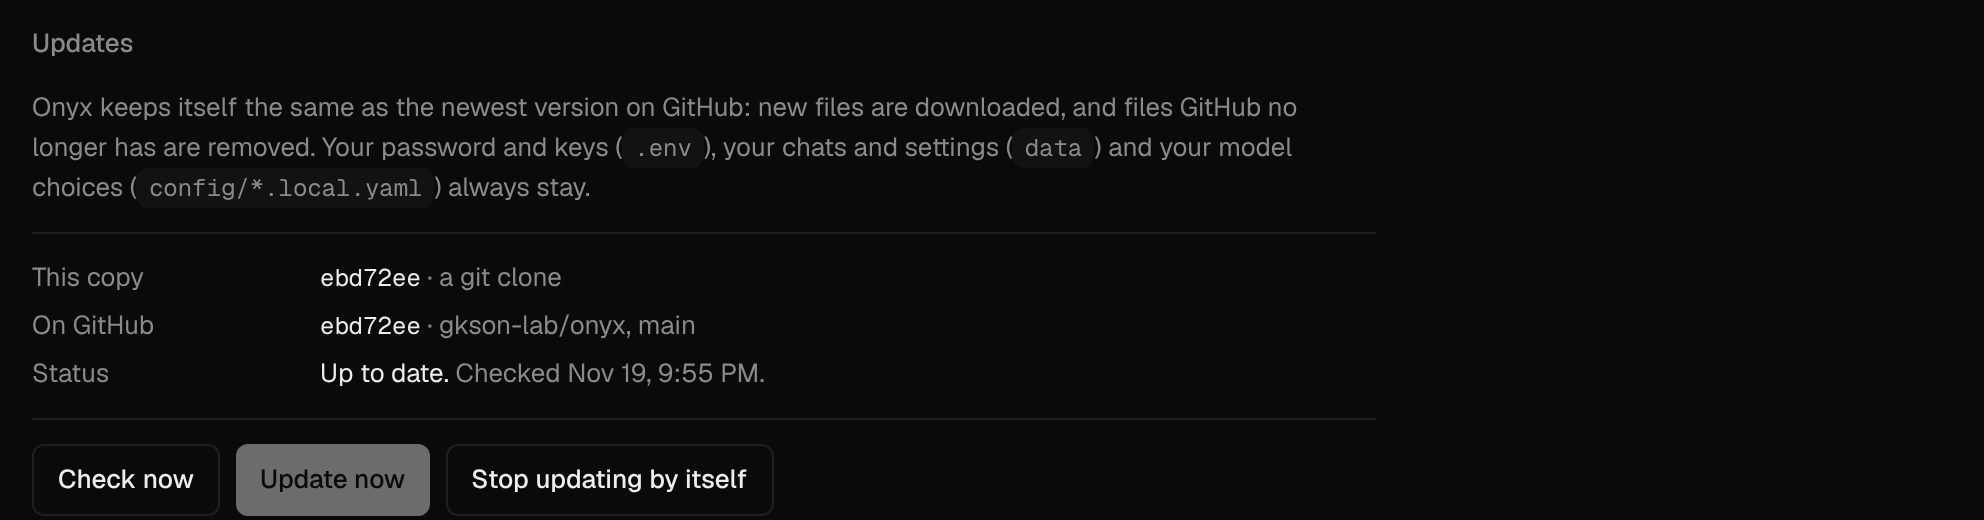 Updates
Onyx keeps itself the same as the newest version on GitHub: new files are downloaded, and files GitHub no
longer has are removed. Your password and keys ( .env ), your chats and settings ( data ) and your model
choices ( config/*.local.yaml ) always stay.
This copy ebd72ee · a git clone
On GitHub ebd72ee · gkson-lab/onyx, main
Status Up to date. Checked Nov 19, 9:55 PM.
Check now Update now Stop updating by itself